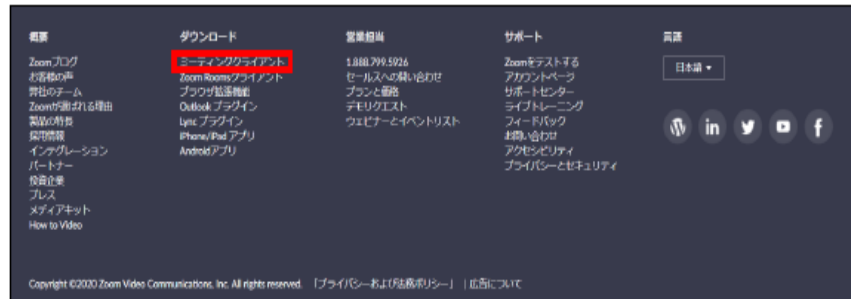 概要
Zoomブログ
お客様の声
弊社のチーム
Zoomが選ばれる理由
製品の特長
採用情報
インテグレーション
パートナー
投資企業
プレス
メディアキット
How to Video
ダウンロード
ミーティングクライアント
Zoom Roomsクライアント
ブラウザ拡張機能
Outlook プラグイン
Lync プラグイン
iPhone/iPad アプリ
Androidアプリ
営業担当
1.888.799.5926
セールスへの問い合わせ
プランと価格
デモリクエスト
ウェビナーとイベントリスト
サポート
Zoomをテストする
アカウントページ
サポートセンター
ライブトレーニング
フィードバック
お問い合わせ
アクセシビリティ
プライバシーとセキュリティ
言語
日本語
in
f
Copyright ©2020 Zoom Video Communications, Inc. All rights reserved. 「プライバシーおよび法務ポリシー」 | 広告について